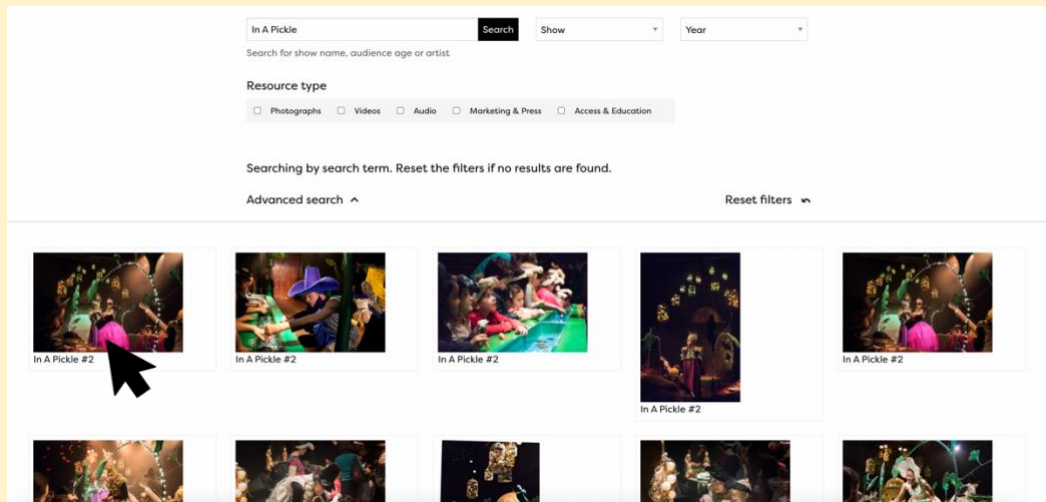 In A Pickle Search Show Year
Search for show name, audience age or artist
Resource type
Photographs Videos Audio Marketing & Press Access & Education
Searching by search term. Reset the filters if no results are found.
Advanced search Reset filters
In A Pickle #2
In A Pickle #2
In A Pickle #2
In A Pickle #2
In A Pickle #2